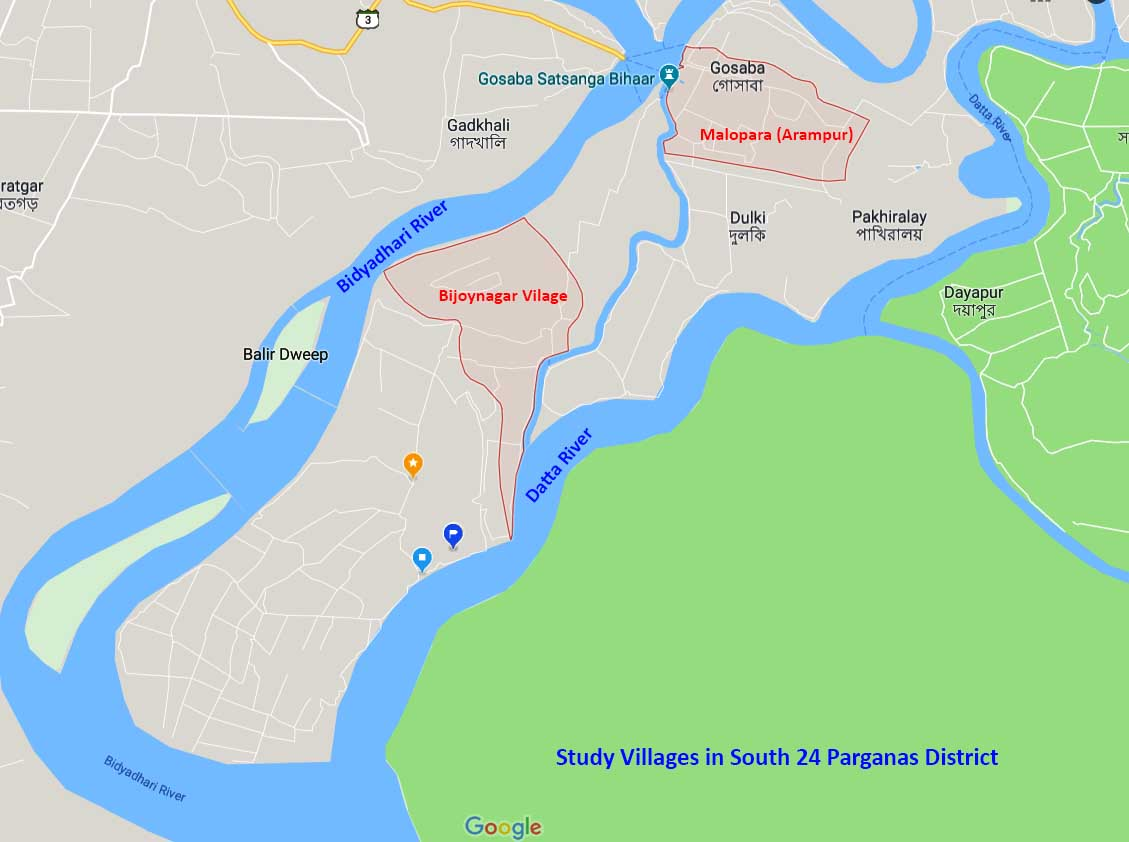 3
Gosaba Satsanga Bihaar
Gosaba
গোসাবা
Datta River
Gadkhali
গাদখালি
Malopara (Arampur)
স
ratgar
রতগড়
Dulki
দুলকি
Pakhiralay
পাখিরালয়
Bidyadhari River
Bijoynagar Vilage
Dayapur
দয়াপুর
Balir Dweep
Datta River
Bidyadhari River
Study Villages in South 24 Parganas District
Google